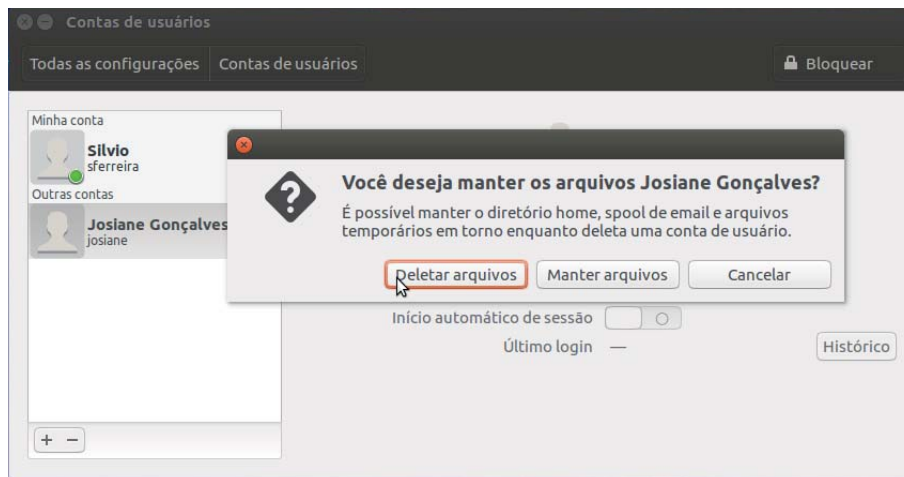 Contas de usuários
Todas as configurações Contas de usuários Bloquear
Minha conta
Silvio
sferreira
Outras contas
Josiane Gonçalves
josiane
Você deseja manter os arquivos Josiane Gonçalves?
É possível manter o diretório home, spool de email e arquivos
temporários em torno enquanto deleta uma conta de usuário.
Deletar arquivos Manter arquivos Cancelar
Início automático de sessão
Último login —
Histórico
+ −